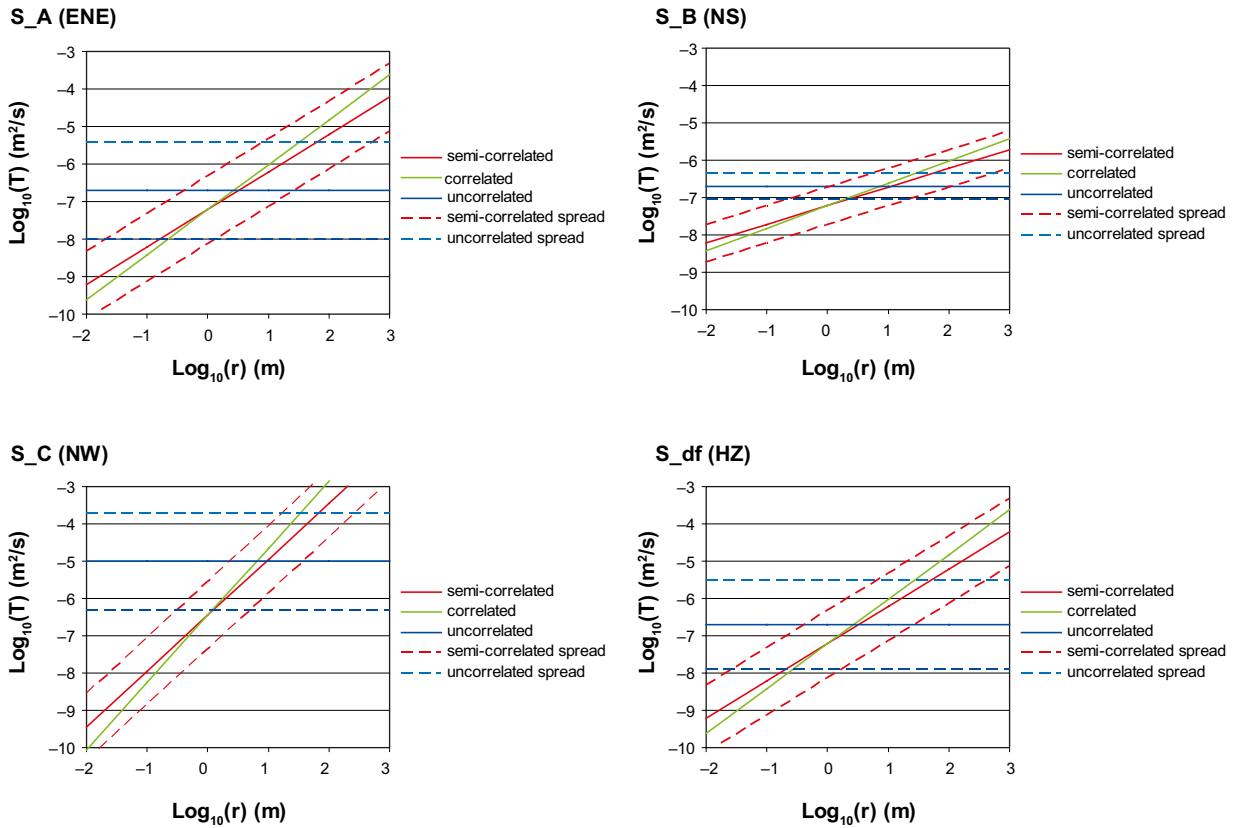 S_A (ENE)
–3
–4
–5
–6
–7
–8
–9
–10
–2
–1
0
1
2
3
Log₁₀(T) (m²/s)
Log₁₀(r) (m)
semi-correlated
correlated
uncorrelated
semi-correlated spread
uncorrelated spread
S_B (NS)
–3
–4
–5
–6
–7
–8
–9
–10
–2
–1
0
1
2
3
Log₁₀(T) (m²/s)
Log₁₀(r) (m)
semi-correlated
correlated
uncorrelated
semi-correlated spread
uncorrelated spread
S_C (NW)
–3
–4
–5
–6
–7
–8
–9
–10
–2
–1
0
1
2
3
Log₁₀(T) (m²/s)
Log₁₀(r) (m)
semi-correlated
correlated
uncorrelated
semi-correlated spread
uncorrelated spread
S_df (HZ)
–3
–4
–5
–6
–7
–8
–9
–10
–2
–1
0
1
2
3
Log₁₀(T) (m²/s)
Log₁₀(r) (m)
semi-correlated
correlated
uncorrelated
semi-correlated spread
uncorrelated spread